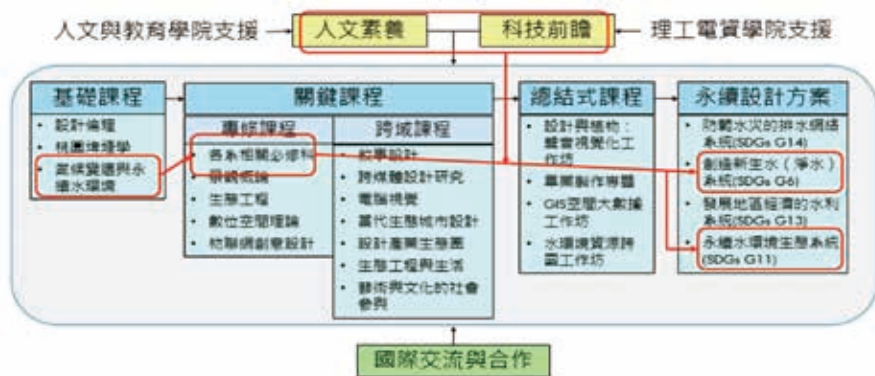 人文與教育學院支援
人文素養
科技前瞻
理工電資學院支援
基礎課程
• 設計倫理
• 桃園埤塘學
• 氣候變遷與永
續水環境
關鍵課程
專修課程
• 各系相關必修科
• 景觀概論
• 生態工程
• 數位空間理論
• 物聯網創意設計
跨域課程
• 敘事設計
• 跨媒體設計研究
• 電腦視覺
• 當代生態城市設計
• 設計產業生態圈
• 生態工程與生活
• 藝術與文化的社會
參與
總結式課程
• 設計與植物：
聲音視覺化工
作坊
• 畢業製作專題
• GIS空間大數據
工作坊
• 水環境資源跨
國工作坊
永續設計方案
• 防範水災的排水網絡
系統(SDGs G14)
• 創造新生水（淨水）
系統(SDGs G6)
• 發展地區經濟的水利
系統(SDGs G13)
• 永續水環境生態系統
(SDGs G11)
國際交流與合作